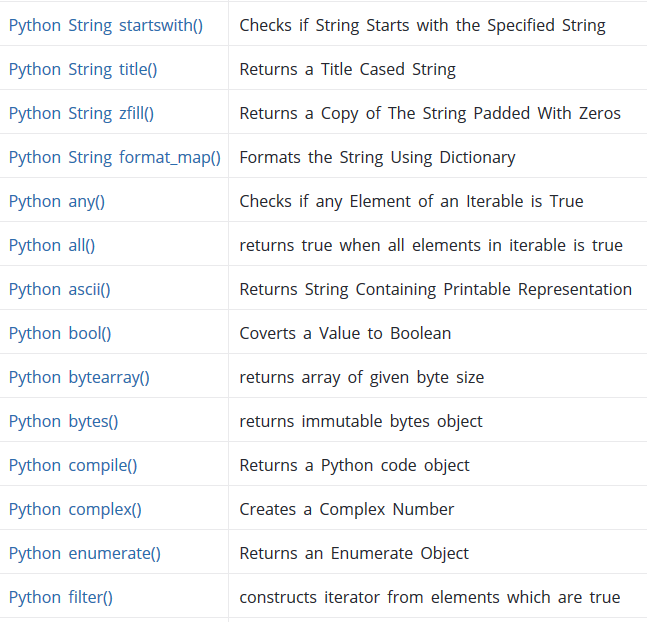 Python String startswith() Checks if String Starts with the Specified String
Python String title() Returns a Title Cased String
Python String zfill() Returns a Copy of The String Padded With Zeros
Python String format_map() Formats the String Using Dictionary
Python any() Checks if any Element of an Iterable is True
Python all() returns true when all elements in iterable is true
Python ascii() Returns String Containing Printable Representation
Python bool() Coverts a Value to Boolean
Python bytearray() returns array of given byte size
Python bytes() returns immutable bytes object
Python compile() Returns a Python code object
Python complex() Creates a Complex Number
Python enumerate() Returns an Enumerate Object
Python filter() constructs iterator from elements which are true